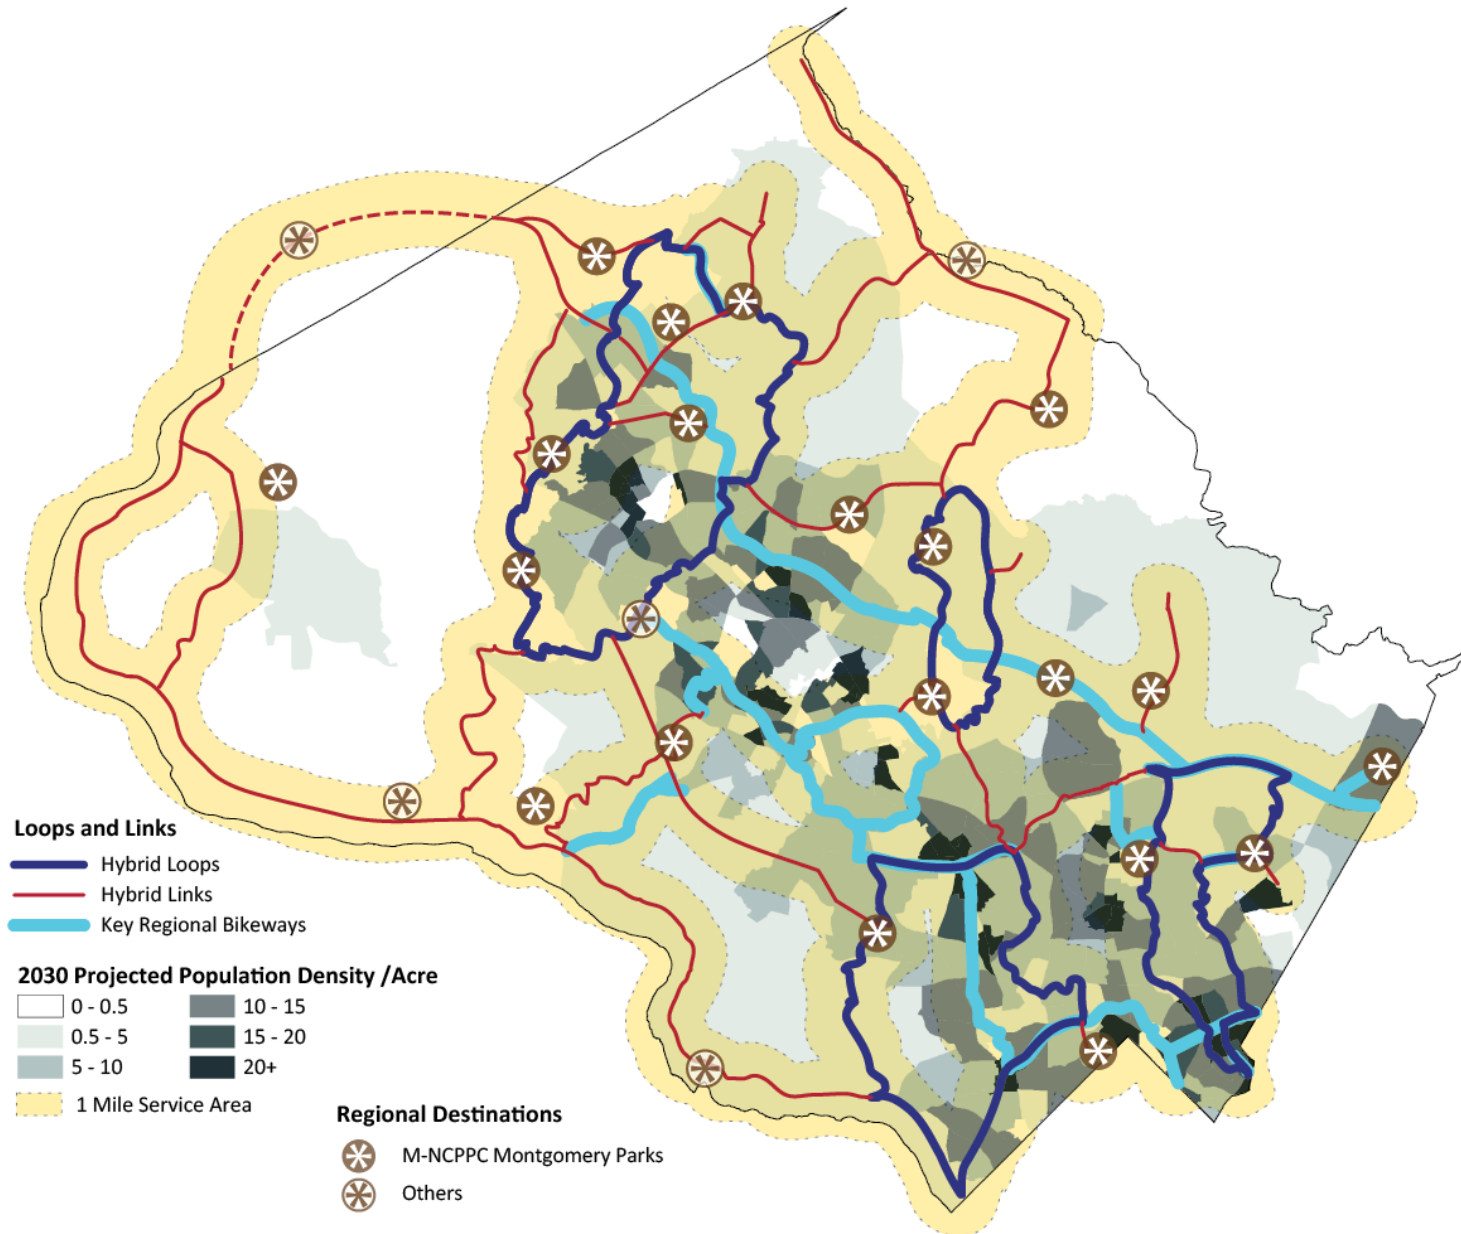 Loops and Links
Hybrid Loops
Hybrid Links
Key Regional Bikeways
2030 Projected Population Density /Acre
0 - 0.5
10 - 15
0.5 - 5
15 - 20
5 - 10
20+
1 Mile Service Area
Regional Destinations
M-NCPPC Montgomery Parks
Others